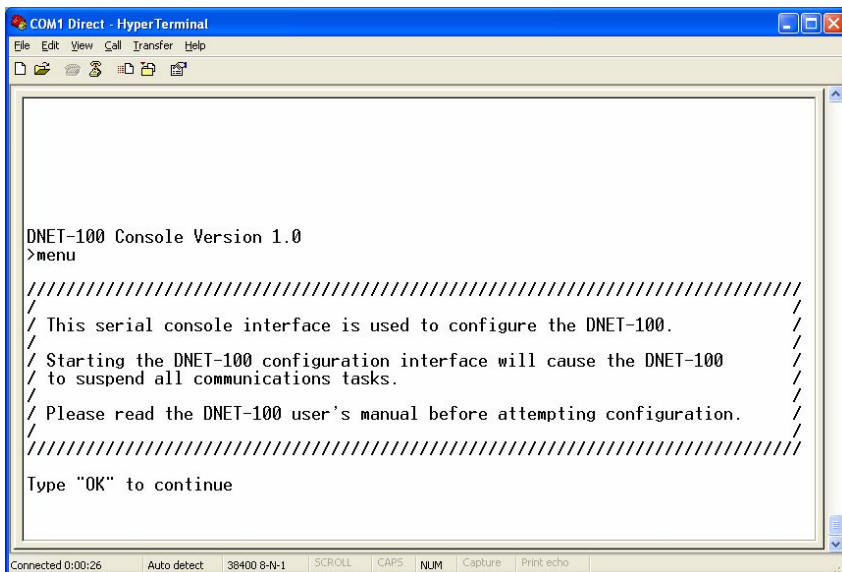 COM1 Direct - HyperTerminal
File Edit View Call Transfer Help
DNET-100 Console Version 1.0
>menu
////////////////////////////////////////////////////////////////////////////////
/ /
/ This serial console interface is used to configure the DNET-100. /
/ /
/ Starting the DNET-100 configuration interface will cause the DNET-100 /
/ to suspend all communications tasks. /
/ /
/ Please read the DNET-100 user's manual before attempting configuration. /
/ /
////////////////////////////////////////////////////////////////////////////////
Type "OK" to continue
Connected 0:00:26 Auto detect 38400 8-N-1 SCROLL CAPS NUM Capture Print echo